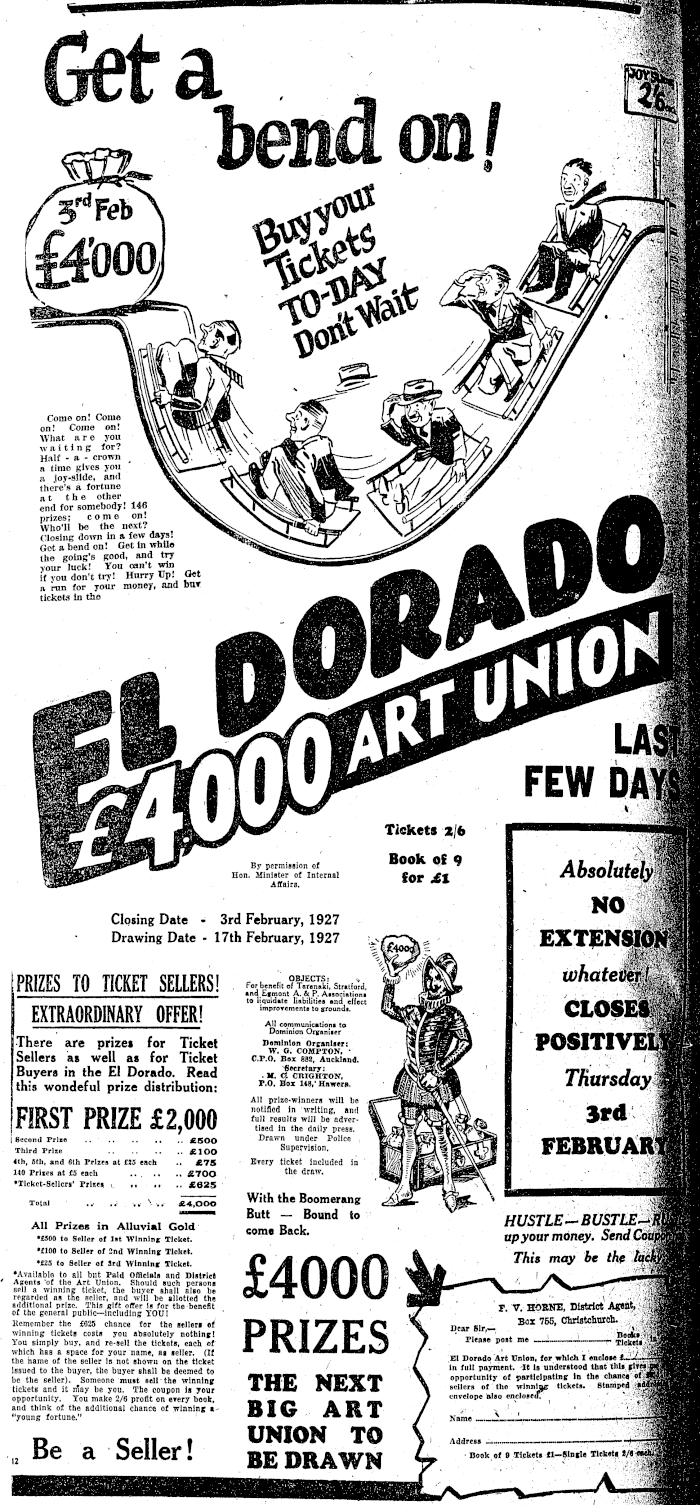 Get a
bend on!
2/6
3rd Feb
£4'000
Buy your
Tickets
TO-DAY
Don't Wait
Come on! Come
on! Come on!
What are you
waiting for?
Half-a-crown
a time gives you
a joy-slide, and
there's a fortune
at the other
end for somebody! 146
prizes; come on!
Who'll be the next?
Closing down in a few days!
Get a bend on! Get in while
the going's good, and try
your luck! You can't win
if you don't try! Hurry Up! Get
a run for your money, and buy
tickets in the
EL DORADO
£4,000 ART UNION
LAST
FEW DAYS
Tickets 2/6
Book of 9
for £1
By permission of
Hon. Minister of Internal
Affairs.
Closing Date - 3rd February, 1927
Drawing Date - 17th February, 1927
Absolutely
NO
EXTENSION
whatever!
CLOSES
POSITIVELY
Thursday
3rd
FEBRUARY
PRIZES TO TICKET SELLERS!
EXTRAORDINARY OFFER!
There are prizes for Ticket
Sellers as well as for Ticket
Buyers in the El Dorado. Read
this wondeful prize distribution:
FIRST PRIZE £2,000
Second Prize .. .. .. .. £500
Third Prize .. .. .. .. £100
4th, 5th, and 6th Prizes at £25 each .. £75
140 Prizes at £5 each .. .. .. £700
*Ticket-Sellers' Prizes .. .. .. £625
Total .. .. .. .. £4,000
All Prizes in Alluvial Gold
*£500 to Seller of 1st Winning Ticket.
*£100 to Seller of 2nd Winning Ticket.
*£25 to Seller of 3rd Winning Ticket.
*Available to all but Paid Officials and District
Agents of the Art Union. Should such persons
sell a winning ticket, the buyer shall also be
regarded as the seller, and will be allotted the
additional prize. This gift offer is for the benefit
of the general public—including YOU!
Remember the £625 chance for the sellers of
winning tickets costs you absolutely nothing!
You simply buy, and re-sell the tickets, each of
which has a space for your name, as seller. (If
the name of the seller is not shown on the ticket
issued to the buyer, the buyer shall be deemed to
be the seller). Someone must sell the winning
tickets and it may be you. The coupon is your
opportunity. You make 2/6 profit on every book,
and think of the additional chance of winning a
"young fortune."
12 Be a Seller!
OBJECTS:
For benefit of Taranaki, Stratford,
and Egmont A. & P. Associations
to liquidate liabilities and effect
improvements to grounds.
All communications to
Dominion Organiser
Dominion Organiser:
W. G. COMPTON,
C.P.O. Box 882, Auckland.
Secretary:
M. C. CRIGHTON,
P.O. Box 148, Hawera.
All prize-winners will be
notified in writing, and
full results will be adver-
tised in the daily press.
Drawn under Police
Supervision.
Every ticket included in
the draw.
£4000
With the Boomerang
Butt — Bound to
come Back.
£4000
PRIZES
THE NEXT
BIG ART
UNION TO
BE DRAWN
HUSTLE—BUSTLE—
up your money. Send
This may be the
F. V. HORNE, District Agent,
Box 755, Christchurch.
Dear Sir,—
Please post me Books Tickets
El Dorado Art Union, for which I enclose £
in full payment. It is understood that this gives
opportunity of participating in the chance of
sellers of the winning tickets. Stamped
envelope also enclosed.
Name
Address
Book of 9 Tickets £1—Single Tickets 2/6 each.